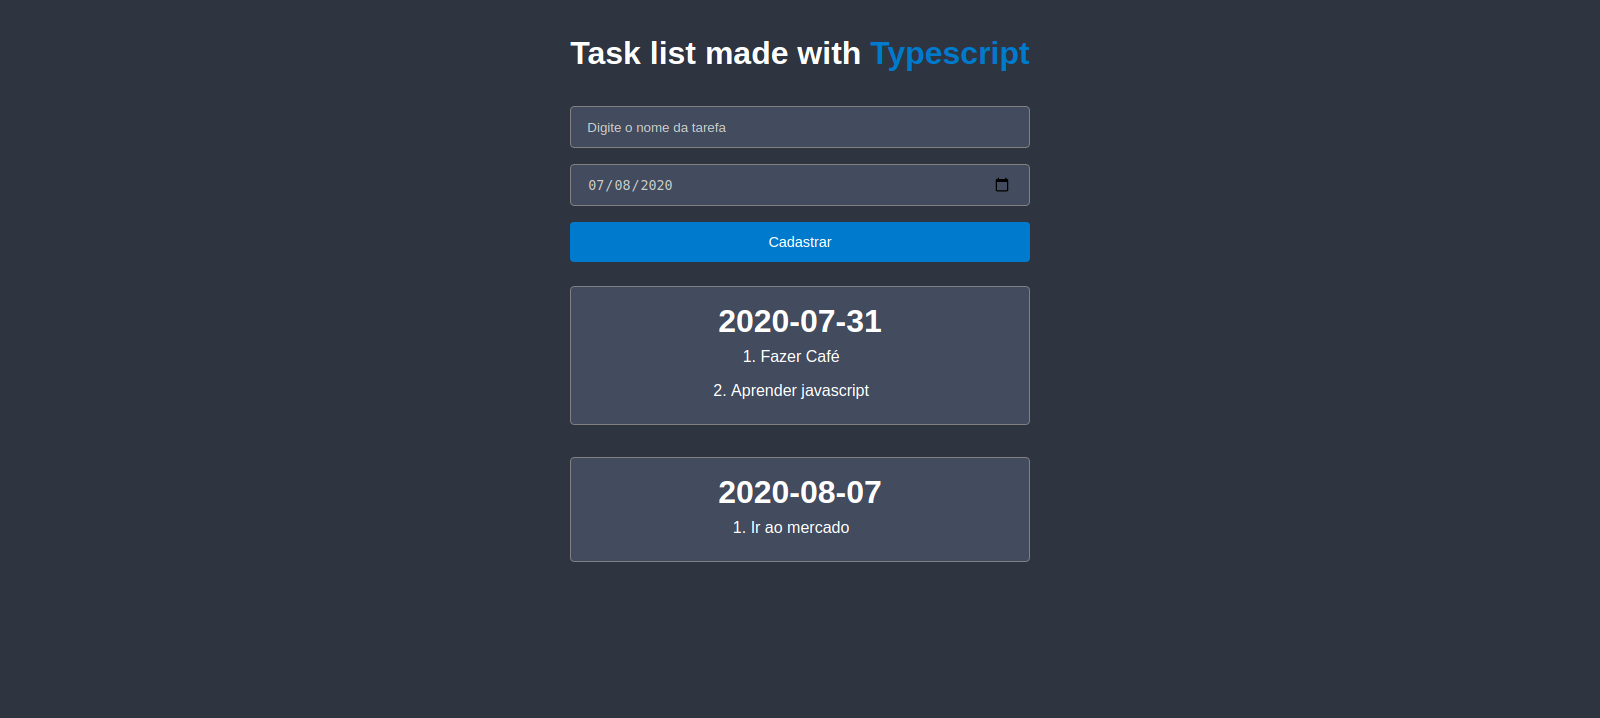 Task list made with Typescript
Digite o nome da tarefa
07/08/2020
Cadastrar
2020-07-31
1. Fazer Café
2. Aprender javascript
2020-08-07
1. Ir ao mercado